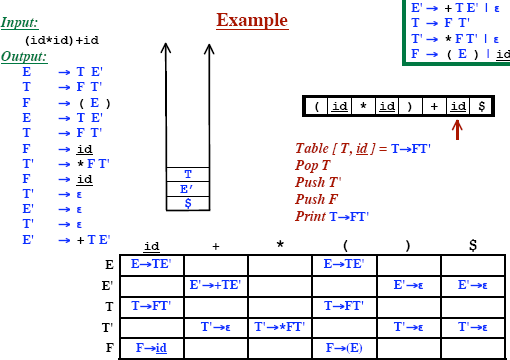 Example
E' → + T E' | ε
T → F T'
T' → * F T' | ε
F → ( E ) | id
Input:
(id*id)+id
Output:
E → T E'
T → F T'
F → ( E )
E → T E'
T → F T'
F → id
T' → * F T'
F → id
T' → ε
E' → ε
T' → ε
E' → + T E'
T
E'
$
( id * id ) + id $
Table [ T, id ] = T→FT'
Pop T
Push T'
Push F
Print T→FT'
id + * ( ) $
E E→TE' E→TE'
E' E'→+TE' E'→ε E'→ε
T T→FT' T→FT'
T' T'→ε T'→*FT' T'→ε T'→ε
F F→id F→(E)